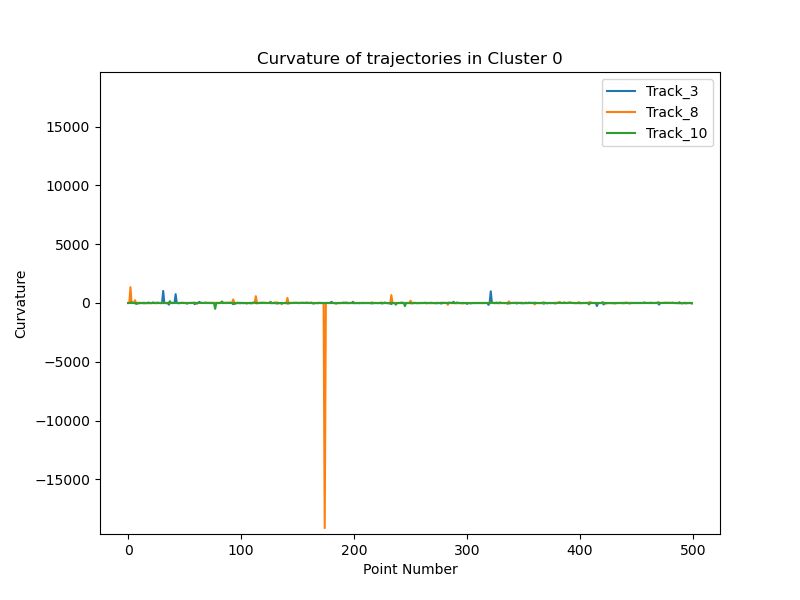 Curvature of trajectories in Cluster 0
Track_3
Track_8
Track_10
15000
10000
5000
0
−5000
−10000
−15000
Curvature
0 100 200 300 400 500
Point Number